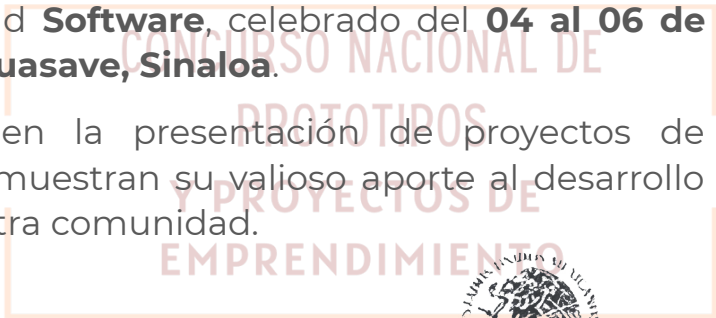 d Software, celebrado del 04 al 06 de
CONCURSO NACIONAL DE
uasave, Sinaloa.
PROTOTIPOS
en la presentación de proyectos de
muestran su valioso aporte al desarrollo
Y PROYECTOS DE
tra comunidad.
EMPRENDIMIENTO